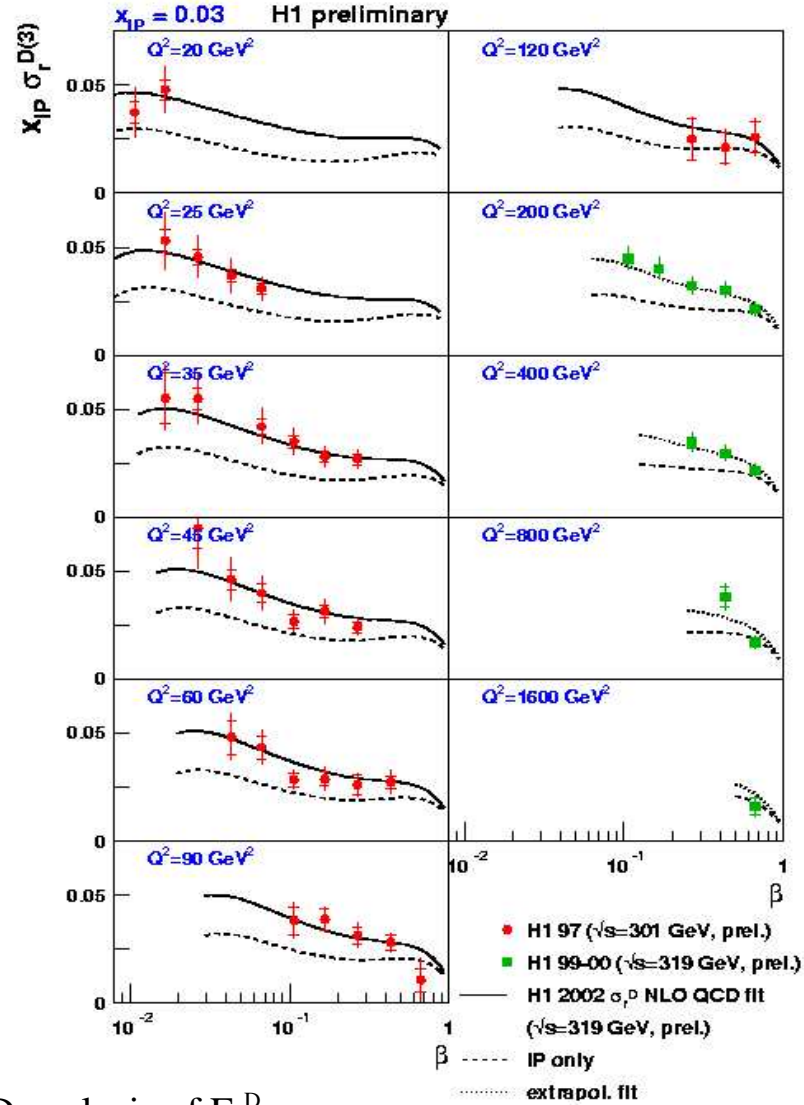 x_IP = 0.03 H1 preliminary
x_IP σ_r^D(3)
Q²=20 GeV²
Q²=120 GeV²
0.05
0
Q²=25 GeV²
Q²=200 GeV²
0.05
0
Q²=35 GeV²
Q²=400 GeV²
0.05
0
Q²=45 GeV²
Q²=800 GeV²
0.05
0
Q²=60 GeV²
Q²=1600 GeV²
0.05
0
10⁻² 10⁻¹ 1
β
Q²=90 GeV²
0.05
0
10⁻² 10⁻¹ 1
β
H1 97 (√s=301 GeV, prel.)
H1 99-00 (√s=319 GeV, prel.)
H1 2002 σ_r^D NLO QCD fit
(√s=319 GeV, prel.)
IP only
extrapol. fit